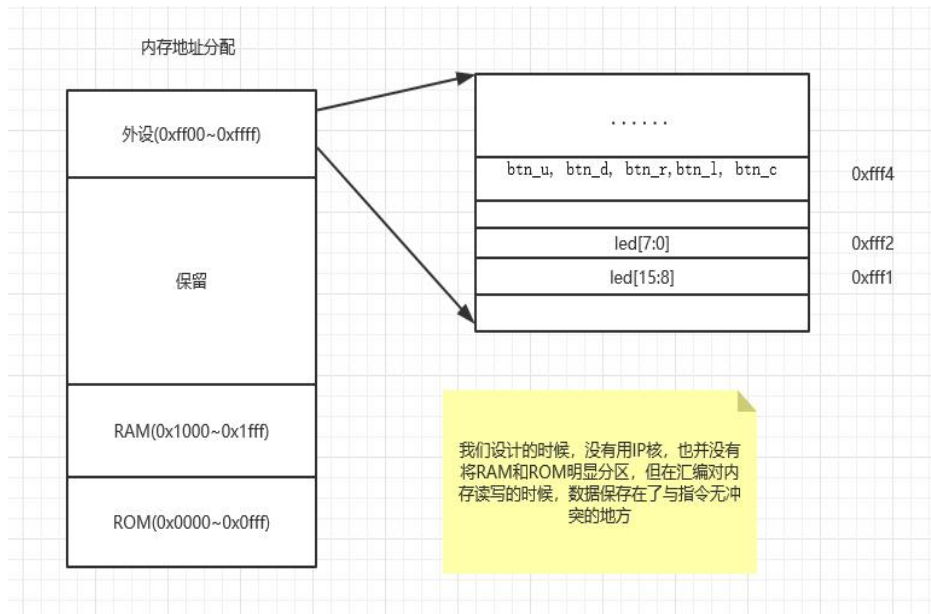 内存地址分配
外设(0xff00~0xffff)
保留
RAM(0x1000~0x1fff)
ROM(0x0000~0x0fff)
......
btn_u, btn_d, btn_r,btn_l, btn_c
0xfff4
led[7:0]
0xfff2
led[15:8]
0xfff1
我们设计的时候，没有用IP核，也并没有
将RAM和ROM明显分区，但在汇编对内
存读写的时候，数据保存在了与指令无冲
突的地方